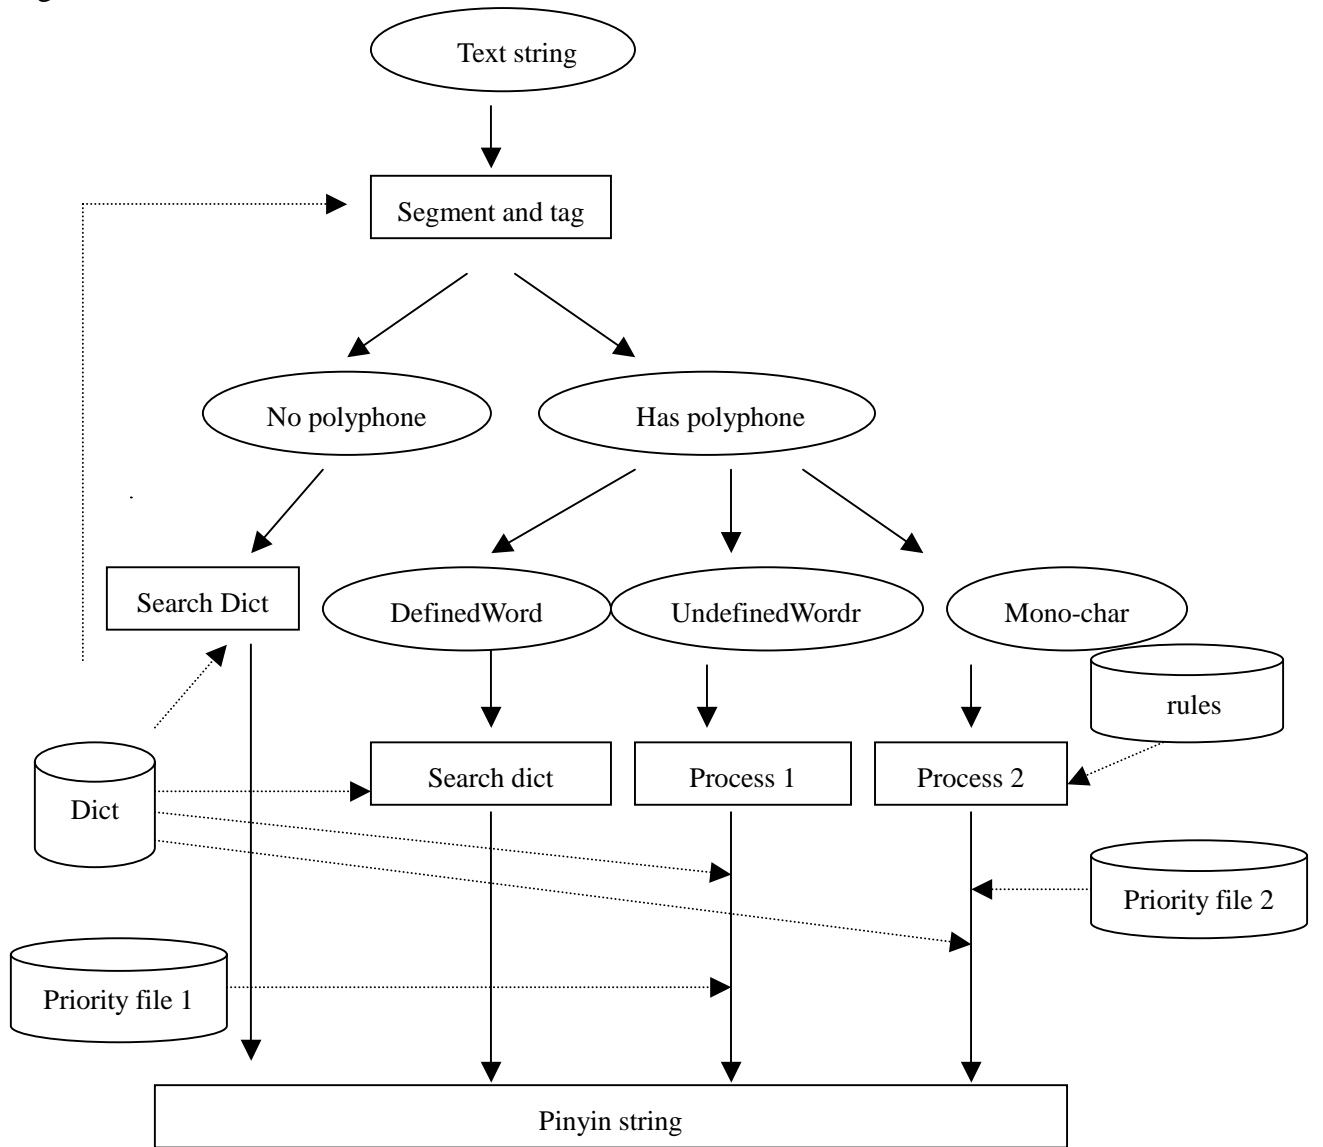 Text string
Segment and tag
No polyphone
Has polyphone
Search Dict
DefinedWord
UndefinedWordr
Mono-char
rules
Dict
Search dict
Process 1
Process 2
Priority file 2
Priority file 1
Pinyin string